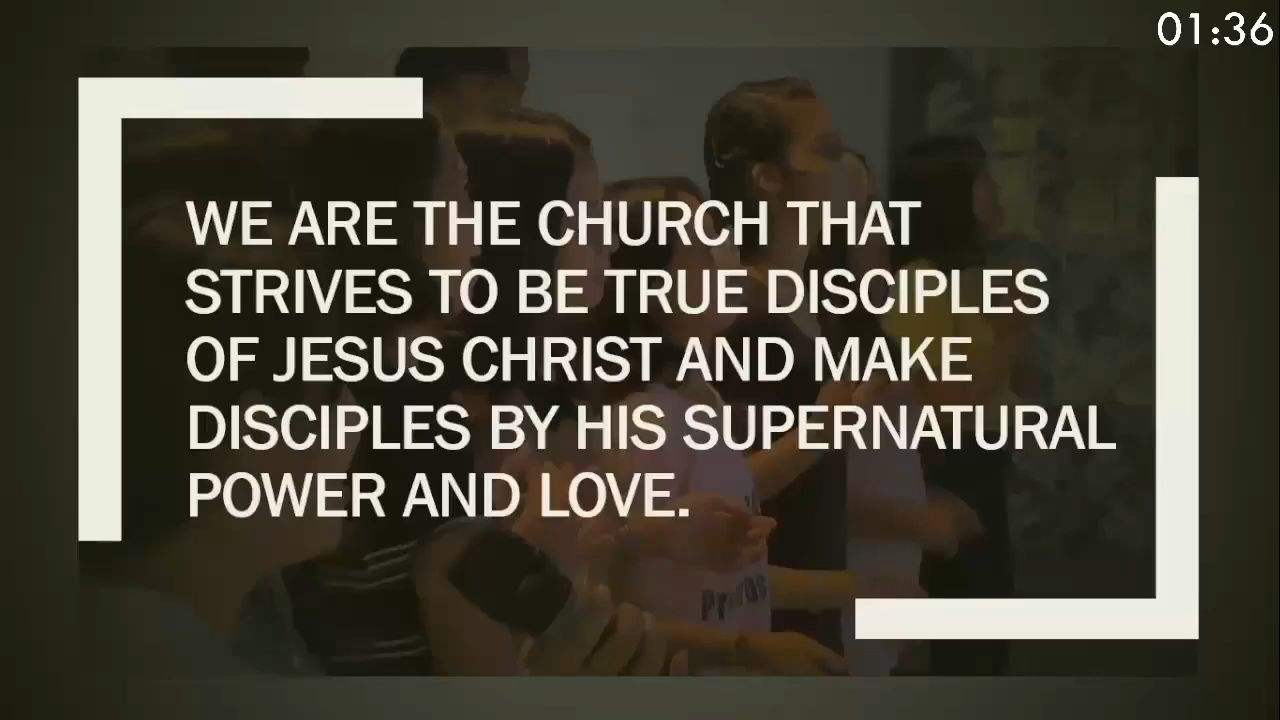 01:36
WE ARE THE CHURCH THAT
STRIVES TO BE TRUE DISCIPLES
OF JESUS CHRIST AND MAKE
DISCIPLES BY HIS SUPERNATURAL
POWER AND LOVE.